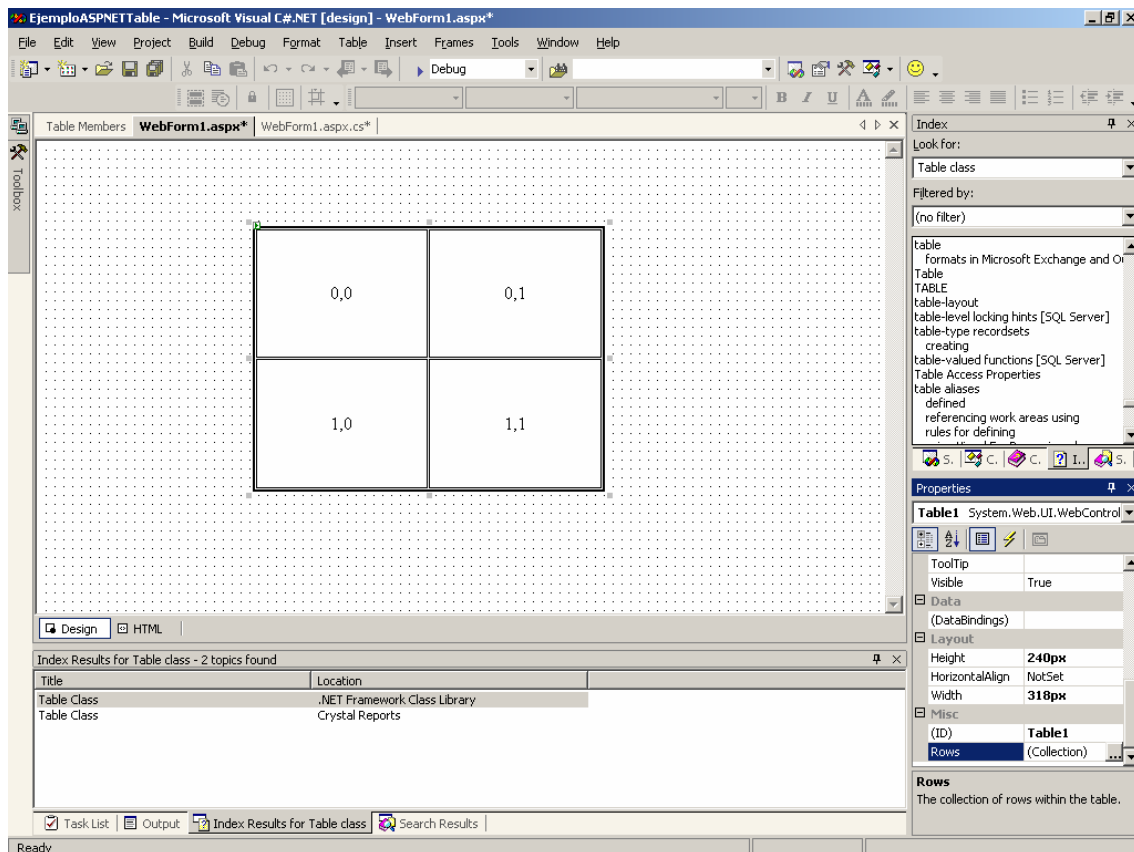 EjemploASPNETTable - Microsoft Visual C#.NET [design] - WebForm1.aspx*
File Edit View Project Build Debug Format Table Insert Frames Tools Window Help
Debug
B I U A
Table Members WebForm1.aspx* WebForm1.aspx.cs*
Toolbox
0,0 0,1
1,0 1,1
Design HTML
Index
Look for:
Table class
Filtered by:
(no filter)
table
formats in Microsoft Exchange and
Table
TABLE
table-layout
table-level locking hints [SQL Server]
table-type recordsets
creating
table-valued functions [SQL Server]
Table Access Properties
table aliases
defined
referencing work areas using
rules for defining
S. C. C. I.. S.
Properties
Table1 System.Web.UI.WebControl
ToolTip
Visible True
Data
(DataBindings)
Layout
Height 240px
HorizontalAlign NotSet
Width 318px
Misc
(ID) Table1
Rows (Collection) ...
Rows
The collection of rows within the table.
Index Results for Table class - 2 topics found
Title Location
Table Class .NET Framework Class Library
Table Class Crystal Reports
Task List Output Index Results for Table class Search Results
Ready